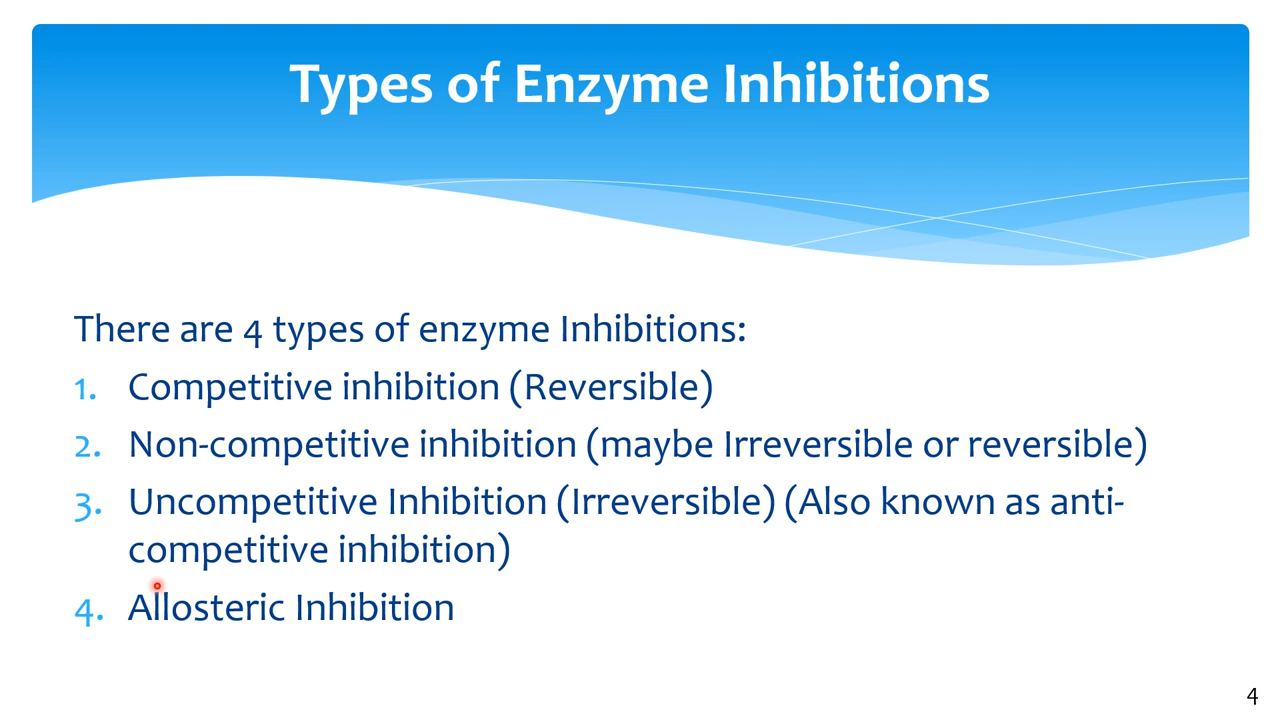 Types of Enzyme Inhibitions
There are 4 types of enzyme Inhibitions:
1. Competitive inhibition (Reversible)
2. Non-competitive inhibition (maybe Irreversible or reversible)
3. Uncompetitive Inhibition (Irreversible) (Also known as anti-
competitive inhibition)
4. Allosteric Inhibition
4